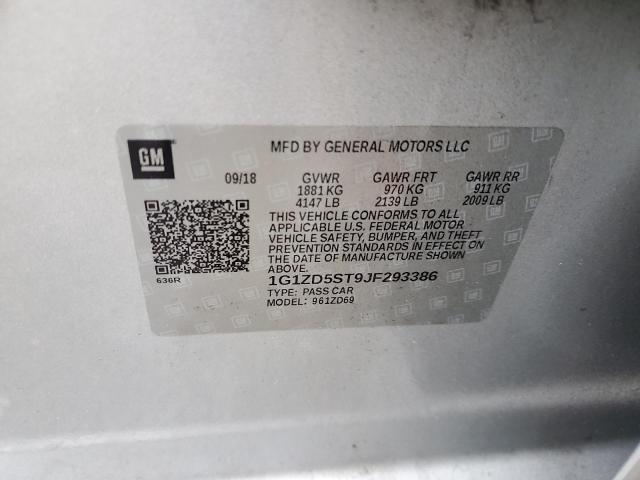 GM
MFD BY GENERAL MOTORS LLC
09/18 GVWR GAWR FRT GAWR RR
1881 KG 970 KG 911 KG
4147 LB 2139 LB 2009 LB
THIS VEHICLE CONFORMS TO ALL
APPLICABLE U.S. FEDERAL MOTOR
VEHICLE SAFETY, BUMPER, AND THEFT
PREVENTION STANDARDS IN EFFECT ON
THE DATE OF MANUFACTURE SHOWN
ABOVE.
636R 1G1ZD5ST9JF293386
TYPE: PASS CAR
MODEL: 961ZD69